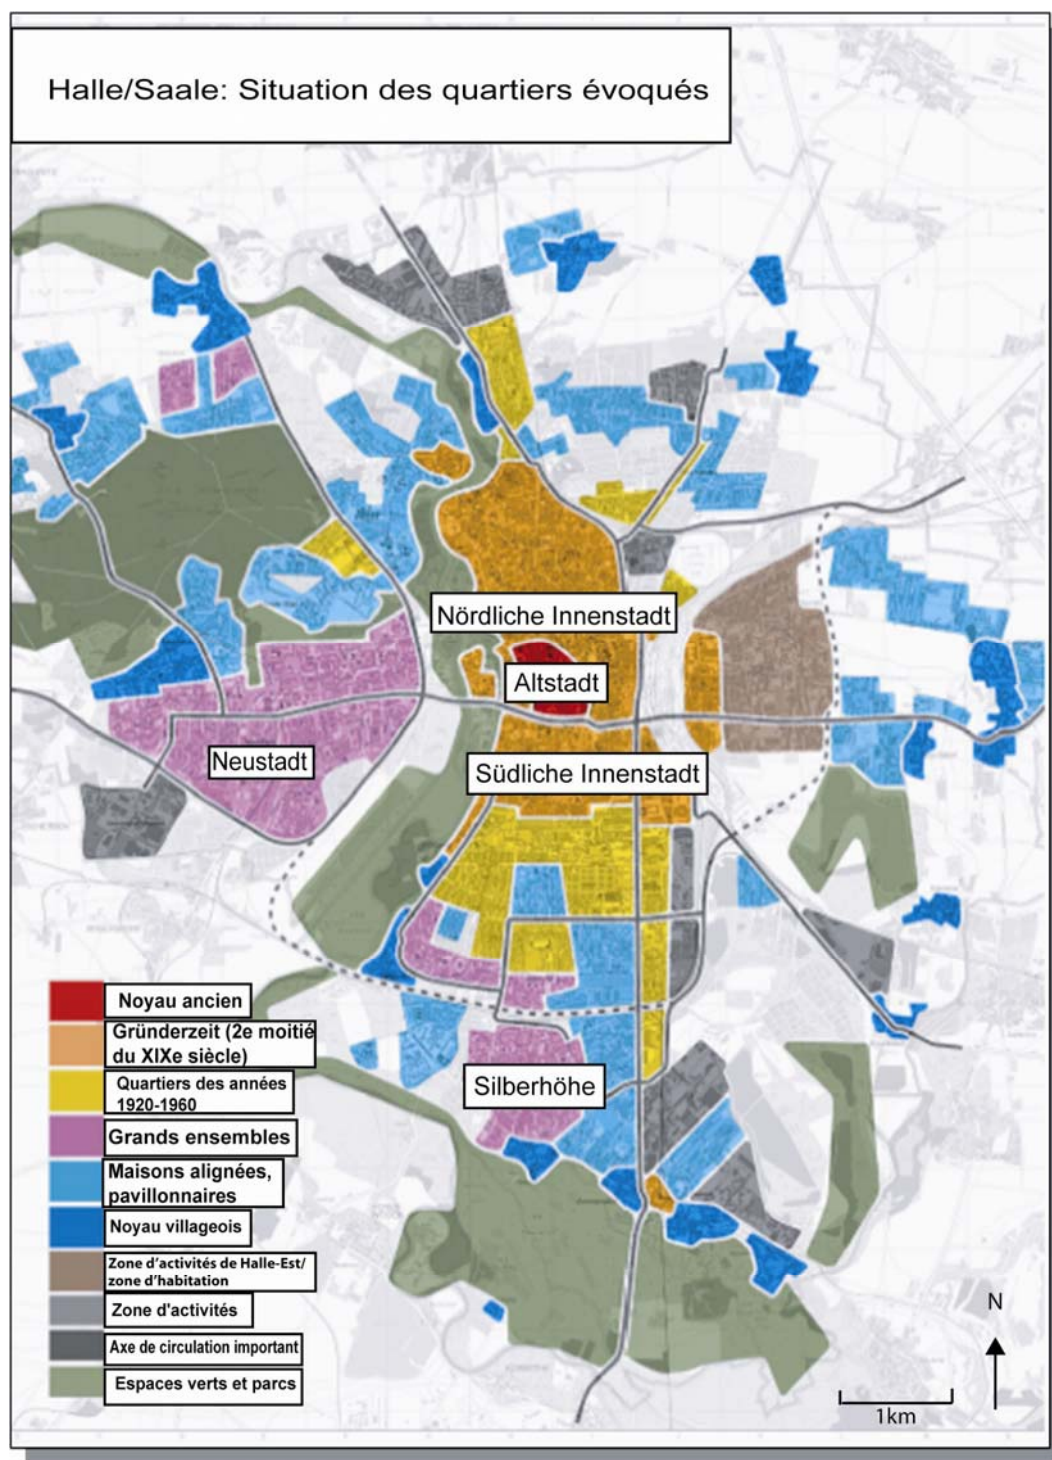 Halle/Saale: Situation des quartiers évoqués
Nördliche Innenstadt
Altstadt
Neustadt
Südliche Innenstadt
Silberhöhe
Noyau ancien
Gründerzeit (2e moitié
du XIXe siècle)
Quartiers des années
1920-1960
Grands ensembles
Maisons alignées,
pavillonnaires
Noyau villageois
Zone d'activités de Halle-Est/
zone d'habitation
Zone d'activités
Axe de circulation important
Espaces verts et parcs
N
1km